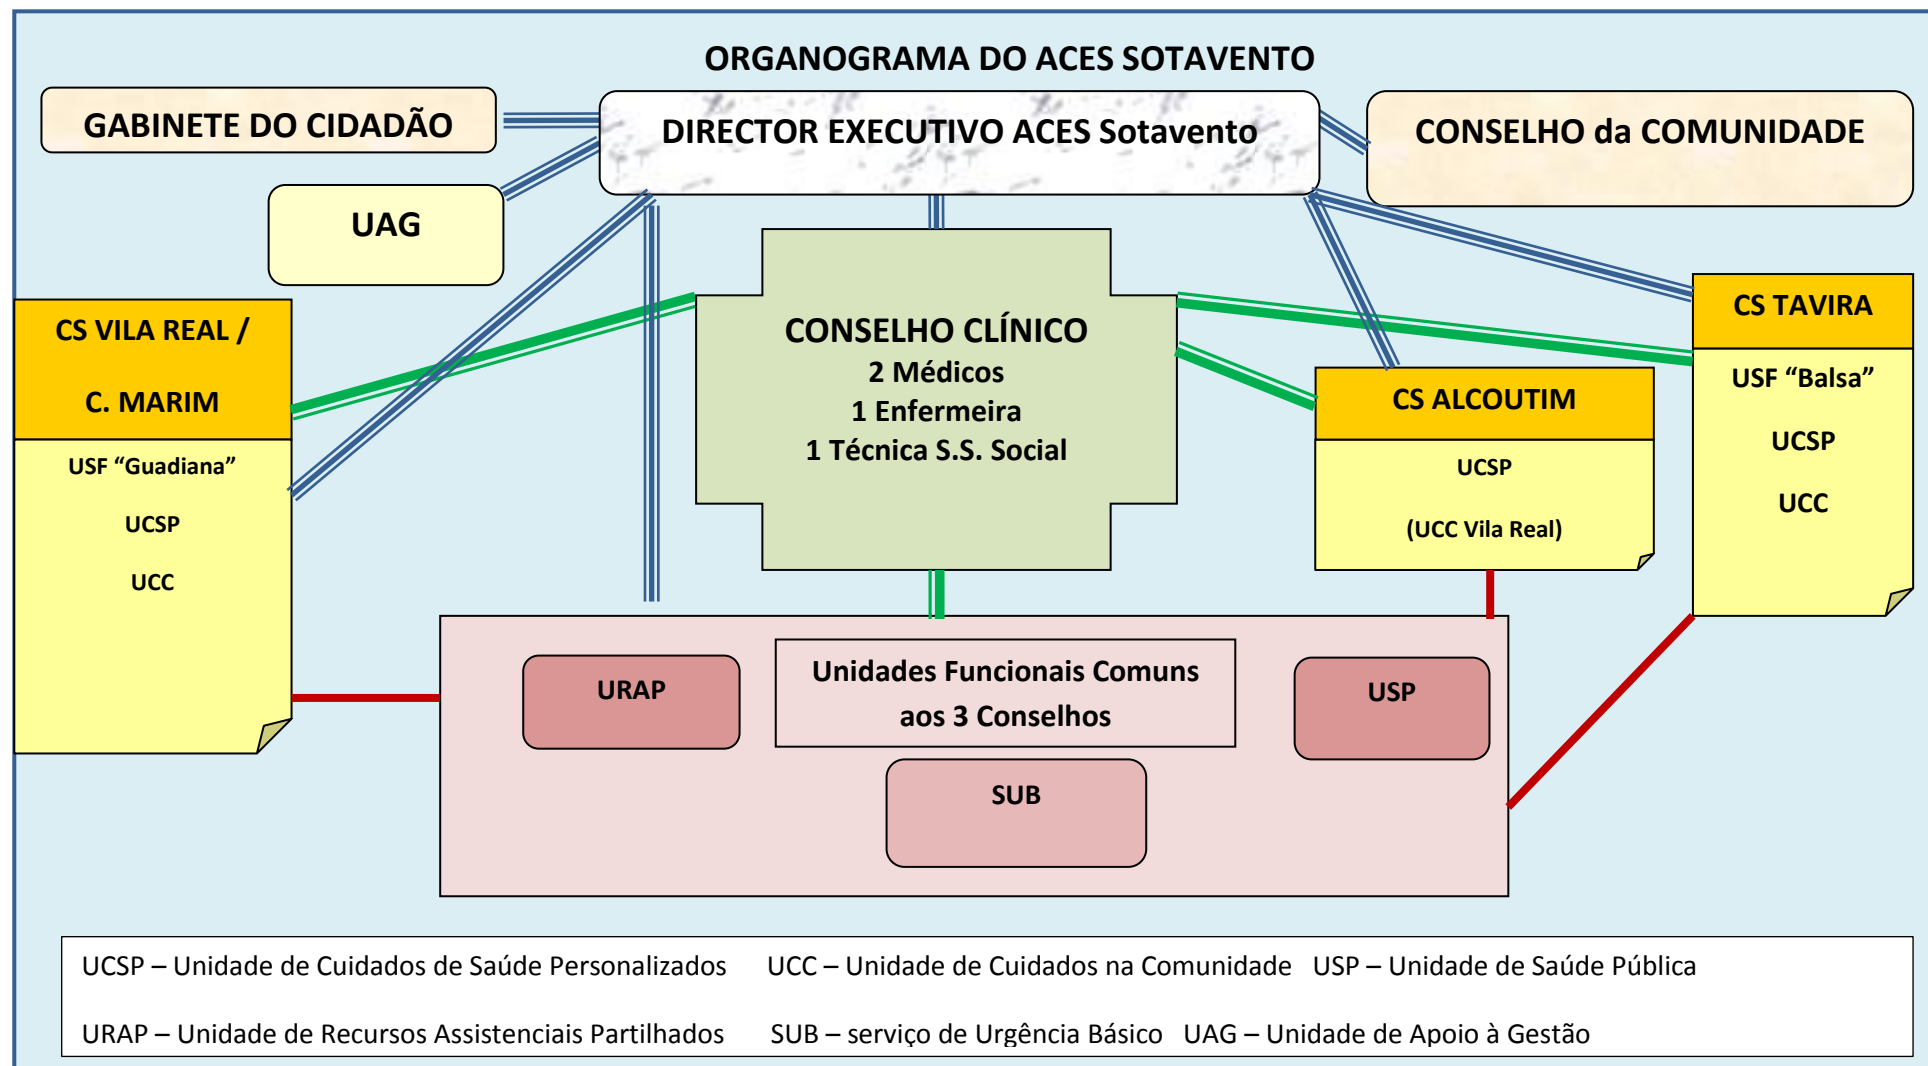 ORGANOGRAMA DO ACES SOTAVENTO
GABINETE DO CIDADÃO
DIRECTOR EXECUTIVO ACES Sotavento
CONSELHO da COMUNIDADE
UAG
CS VILA REAL /
C. MARIM
USF “Guadiana”
UCSP
UCC
CONSELHO CLÍNICO
2 Médicos
1 Enfermeira
1 Técnica S.S. Social
CS ALCOUTIM
UCSP
(UCC Vila Real)
CS TAVIRA
USF “Balsa”
UCSP
UCC
URAP
Unidades Funcionais Comuns
aos 3 Conselhos
USP
SUB
UCSP – Unidade de Cuidados de Saúde Personalizados UCC – Unidade de Cuidados na Comunidade USP – Unidade de Saúde Pública
URAP – Unidade de Recursos Assistenciais Partilhados SUB – serviço de Urgência Básico UAG – Unidade de Apoio à Gestão